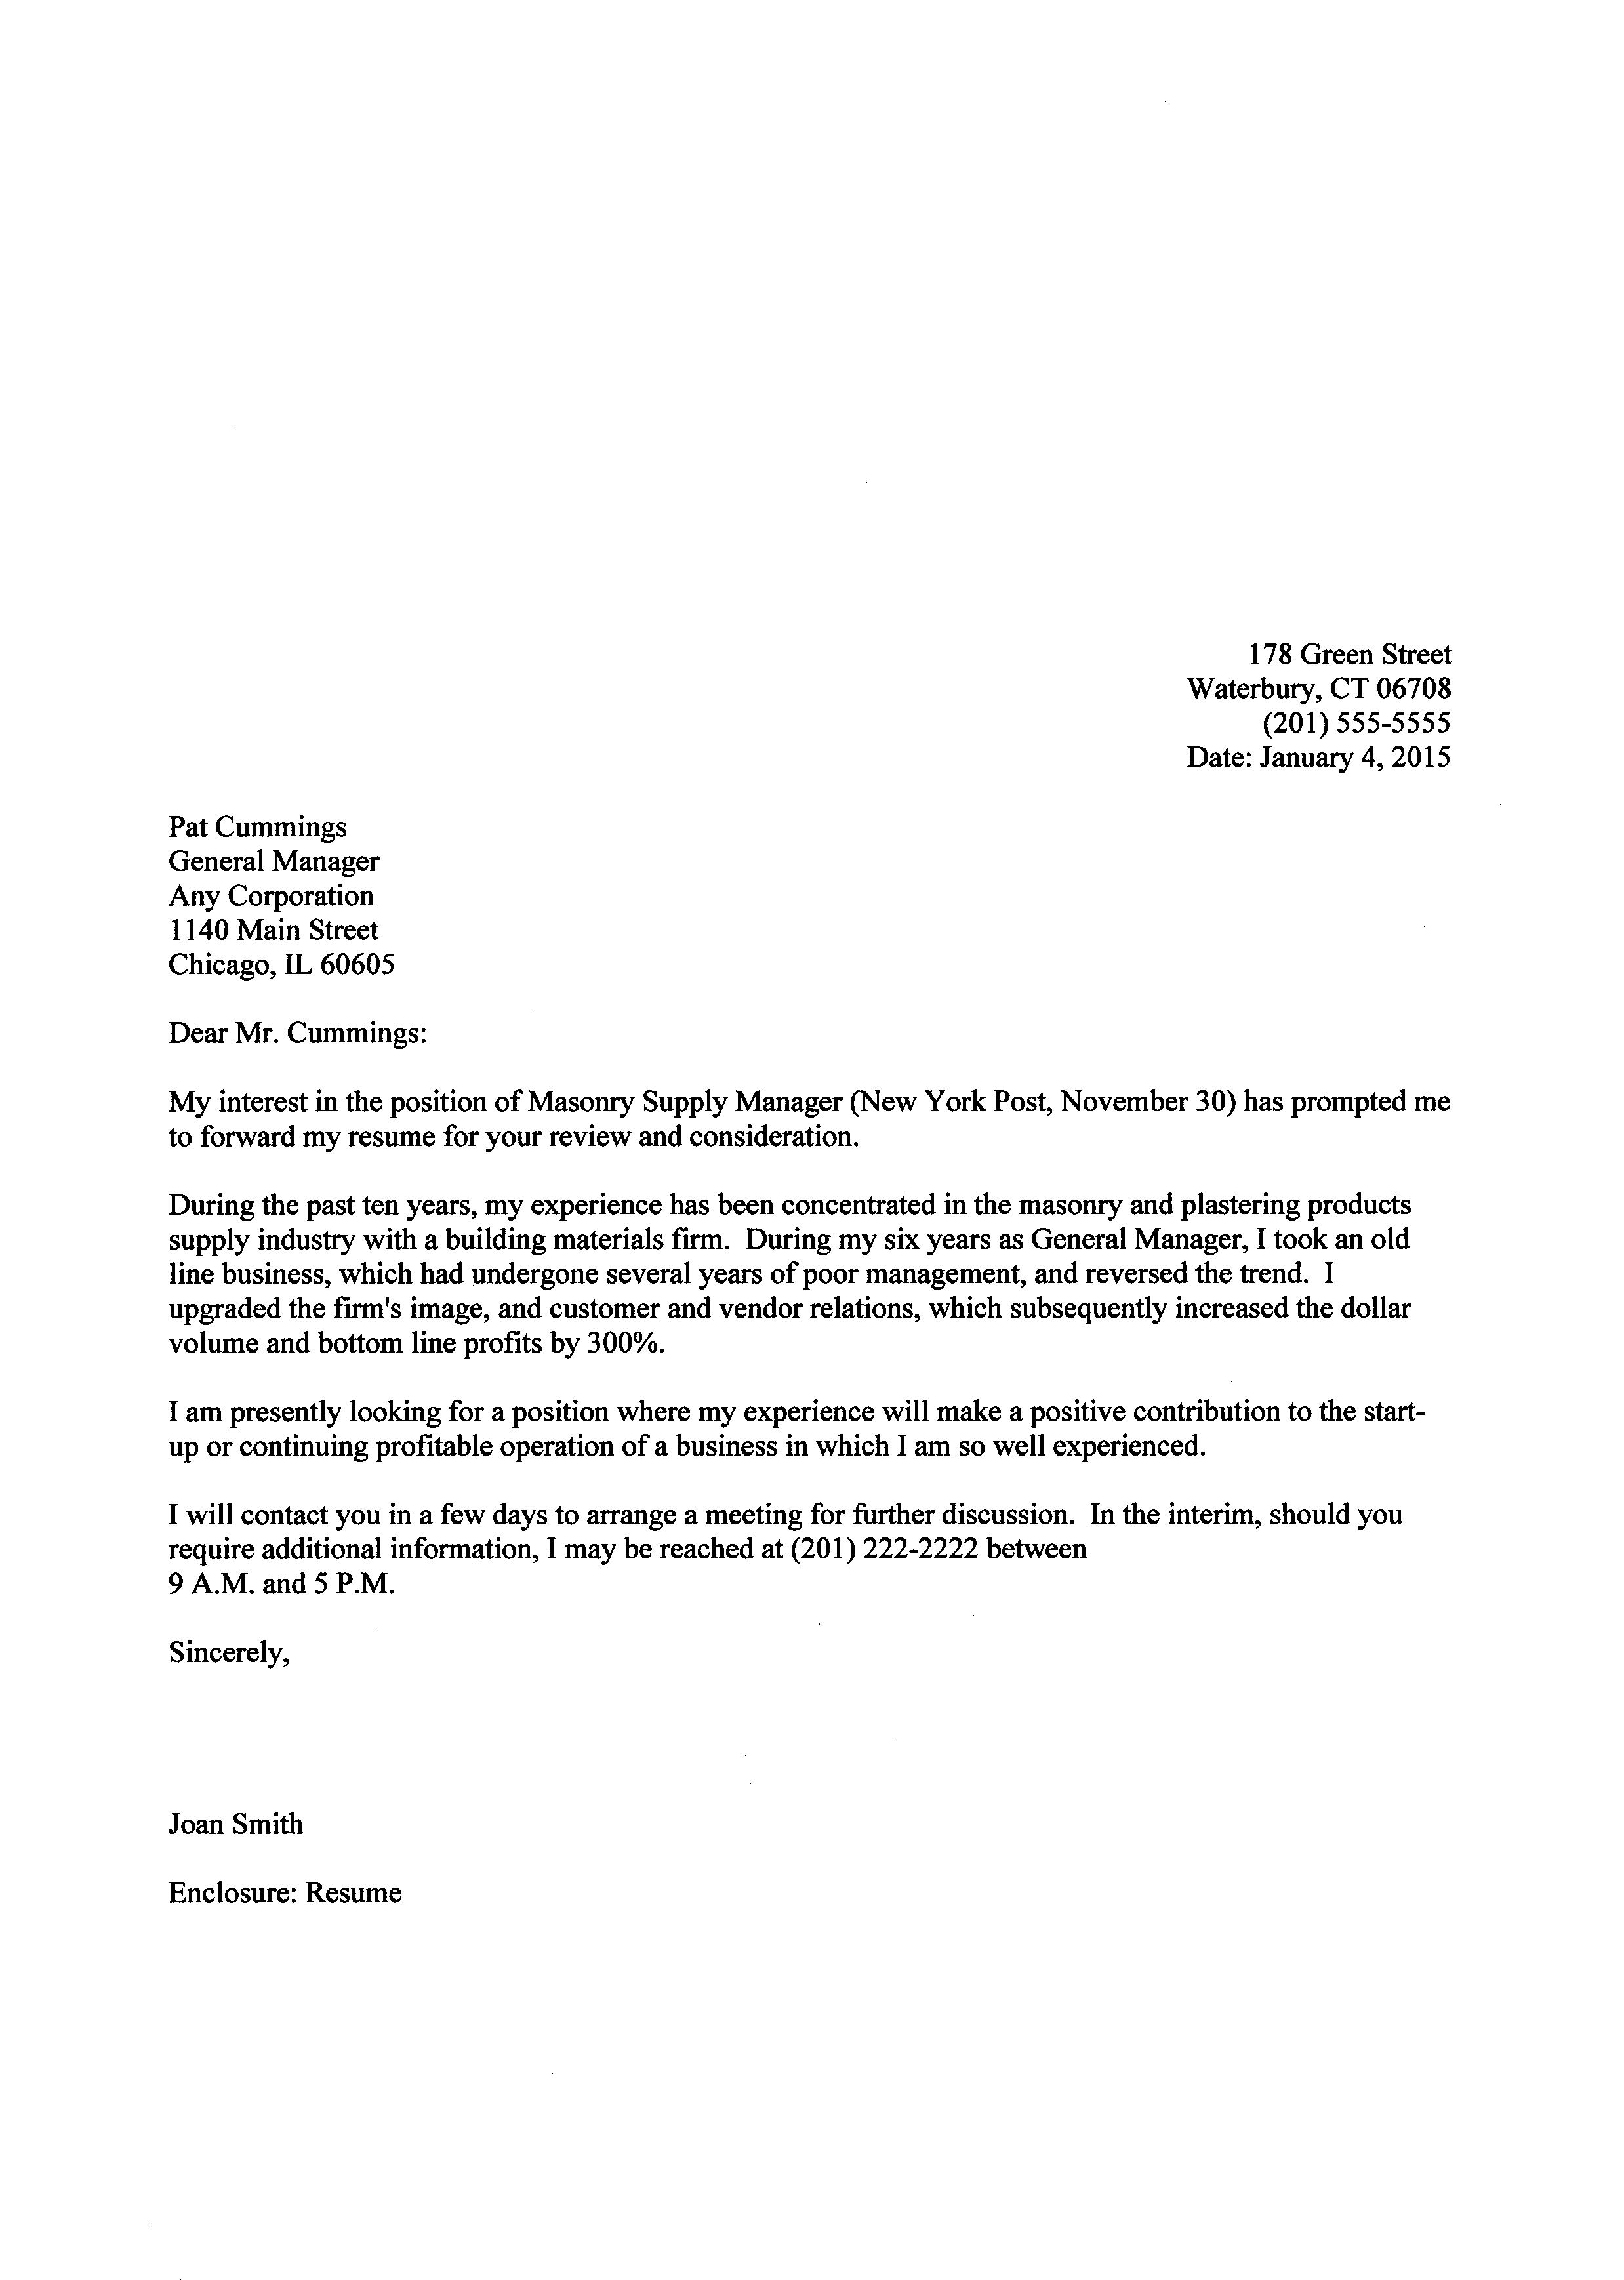 178 Green Street
Waterbury, CT 06708
(201) 555-5555
Date: January 4, 2015
Pat Cummings
General Manager
Any Corporation
1140 Main Street
Chicago, IL 60605
Dear Mr. Cummings:
My interest in the position of Masonry Supply Manager (New York Post, November 30) has prompted me
to forward my resume for your review and consideration.
During the past ten years, my experience has been concentrated in the masonry and plastering products
supply industry with a building materials firm.  During my six years as General Manager, I took an old
line business, which had undergone several years of poor management, and reversed the trend.  I
upgraded the firm's image, and customer and vendor relations, which subsequently increased the dollar
volume and bottom line profits by 300%.
I am presently looking for a position where my experience will make a positive contribution to the start-
up or continuing profitable operation of a business in which I am so well experienced.
I will contact you in a few days to arrange a meeting for further discussion.  In the interim, should you
require additional information, I may be reached at (201) 222-2222 between
9 A.M. and 5 P.M.
Sincerely,
Joan Smith
Enclosure: Resume